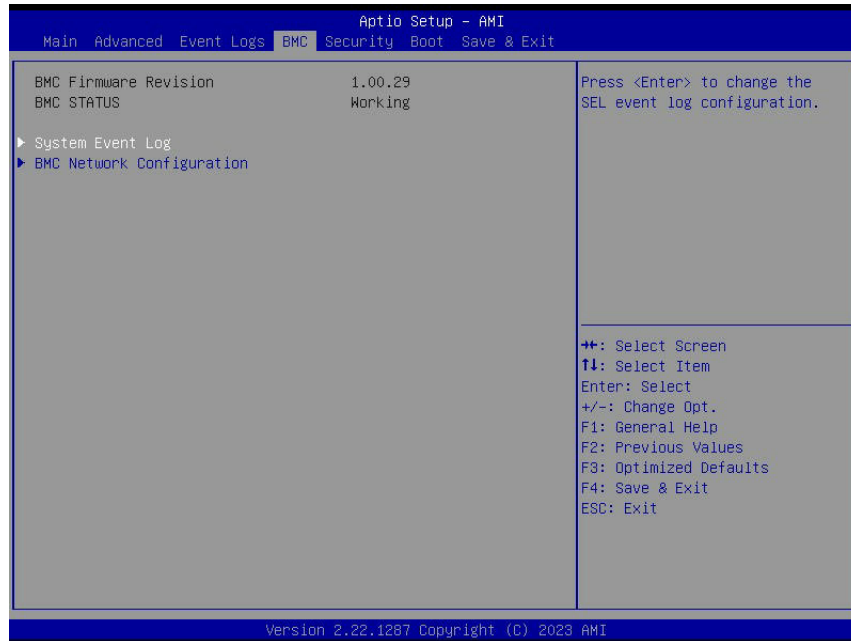 Aptio Setup – AMI
Main Advanced Event Logs BMC Security Boot Save & Exit
BMC Firmware Revision 1.00.29
BMC STATUS Working
System Event Log
BMC Network Configuration
Press <Enter> to change the
SEL event log configuration.
→←: Select Screen
↑↓: Select Item
Enter: Select
+/-: Change Opt.
F1: General Help
F2: Previous Values
F3: Optimized Defaults
F4: Save & Exit
ESC: Exit
Version 2.22.1287 Copyright (C) 2023 AMI